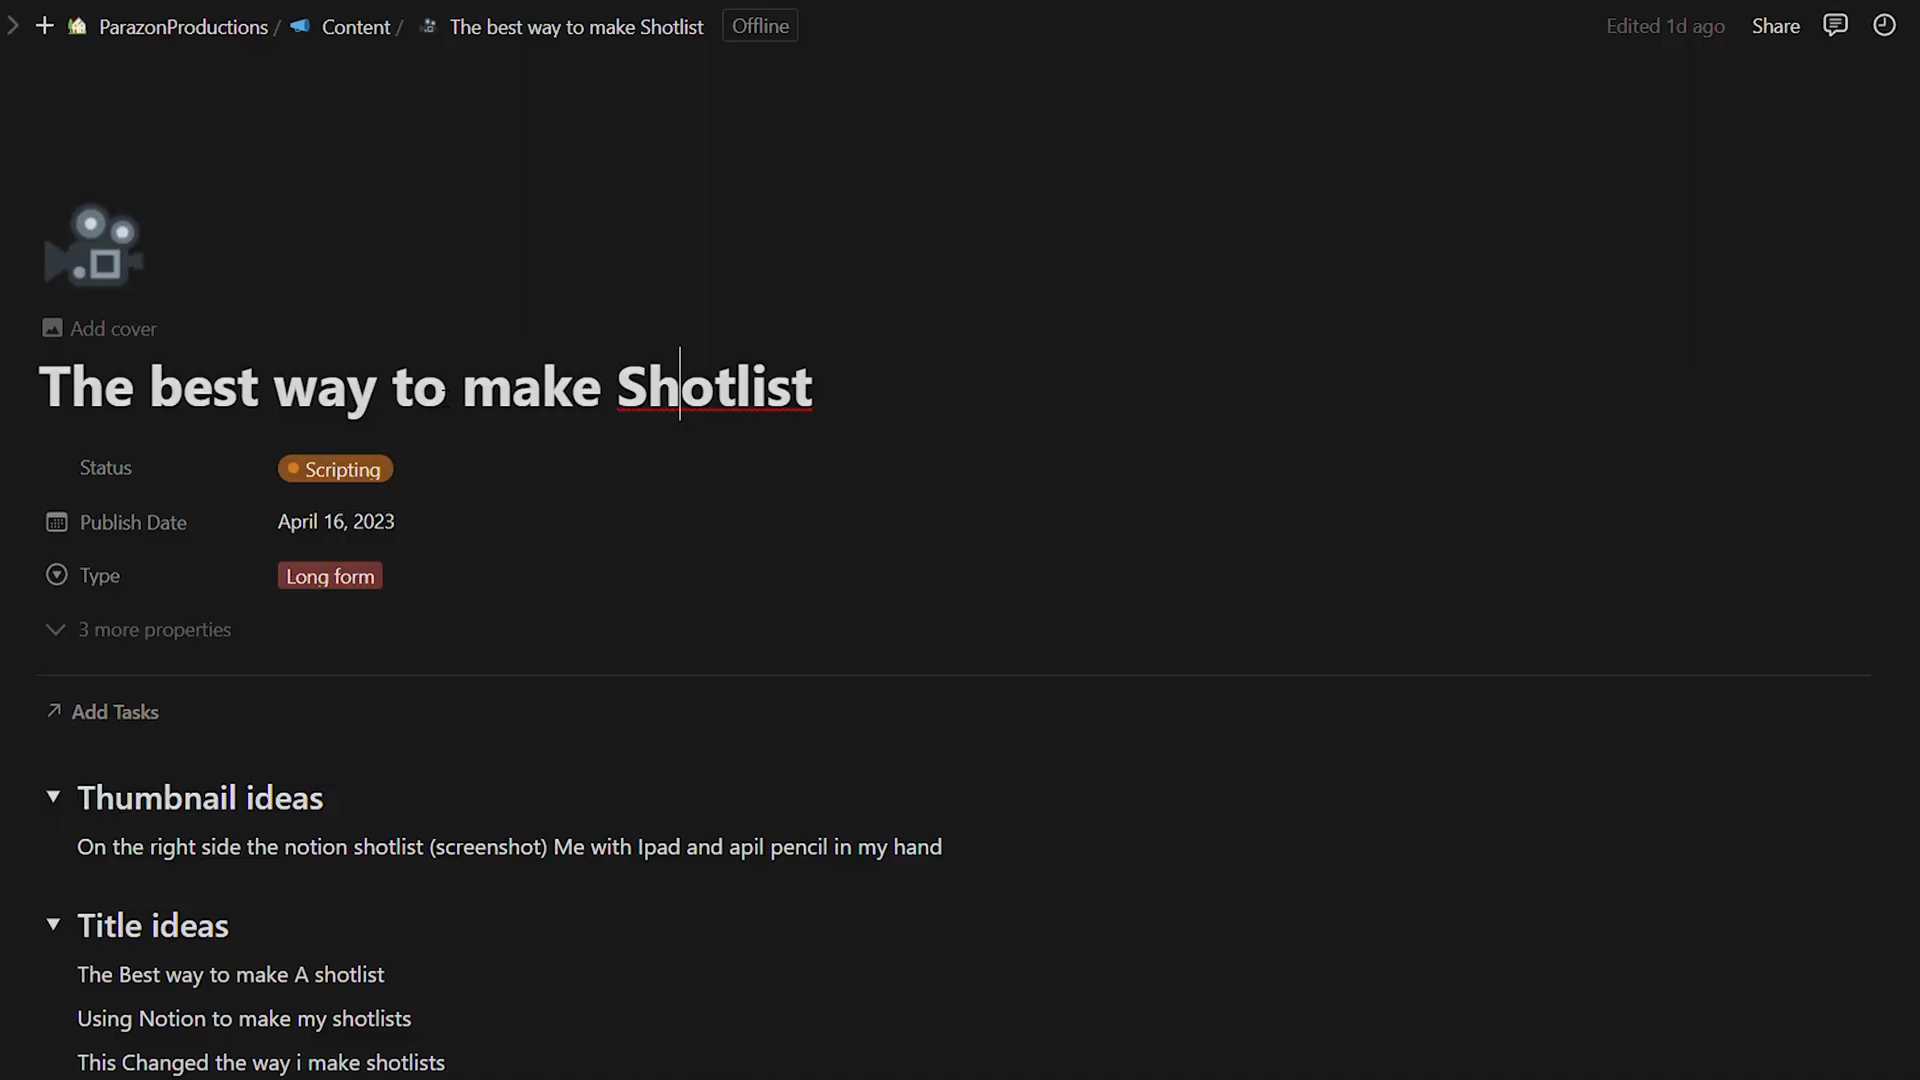 ParazonProductions / Content / The best way to make Shotlist Offline Edited 1d ago Share
Add cover
The best way to make Shotlist
Status Scripting
Publish Date April 16, 2023
Type Long form
3 more properties
Add Tasks
Thumbnail ideas
On the right side the notion shotlist (screenshot) Me with Ipad and apil pencil in my hand
Title ideas
The Best way to make A shotlist
Using Notion to make my shotlists
This Changed the way i make shotlists